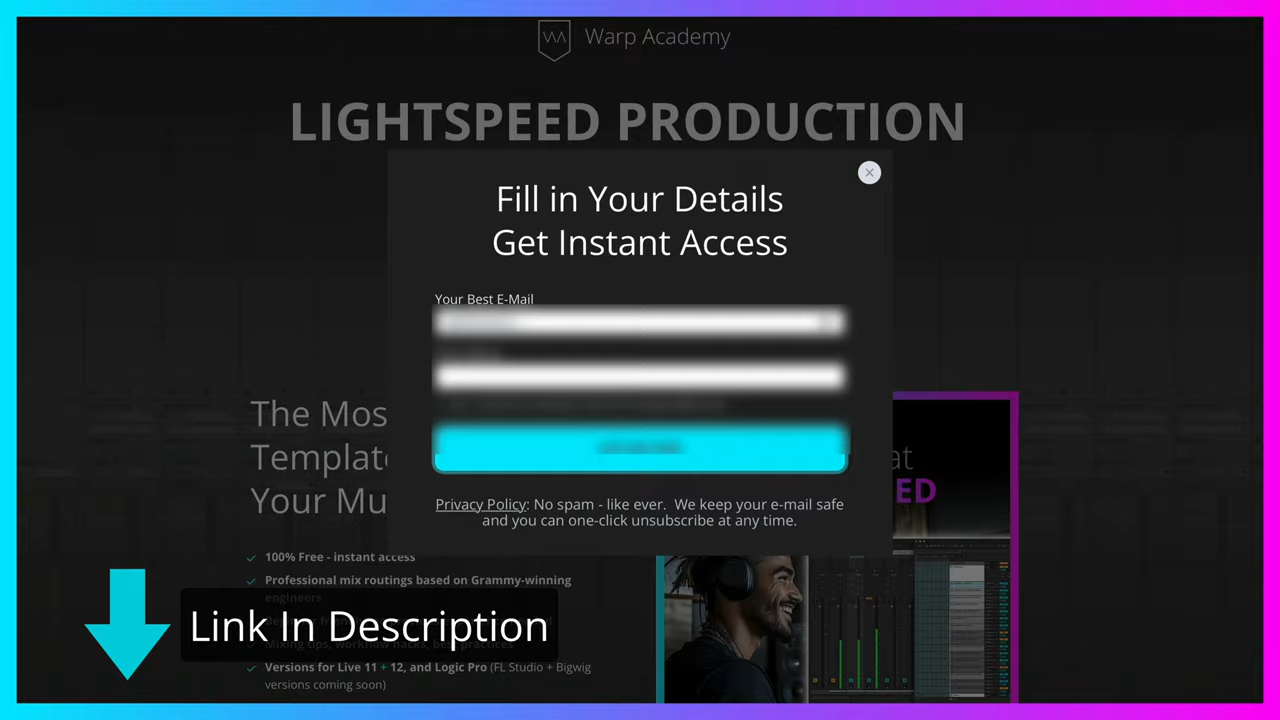 Warp Academy
LIGHTSPEED PRODUCTION
Fill in Your Details
Get Instant Access
Your Best E-Mail
Privacy Policy: No spam - like ever. We keep your e-mail safe
and you can one-click unsubscribe at any time.
The Mos
Templat
Your Mu
at
ED
100% Free - instant access
Professional mix routings based on Grammy-winning
engineers
Link in Description
Versions for Live 11 + 12, and Logic Pro (FL Studio + Bigwig
versions coming soon)